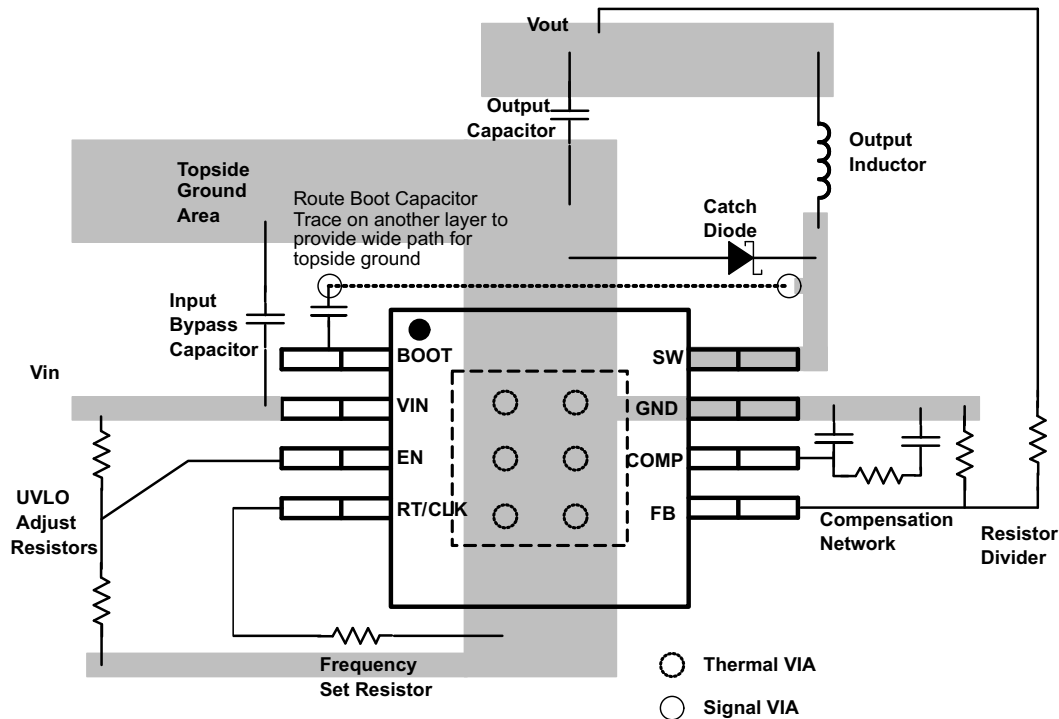 Vout
Output
Capacitor
Output
Inductor
Topside
Ground
Area
Route Boot Capacitor
Trace on another layer to
provide wide path for
topside ground
Catch
Diode
Input
Bypass
Capacitor
Vin
BOOT
SW
VIN
GND
EN
COMP
RT/CLK
FB
UVLO
Adjust
Resistors
Compensation
Network
Resistor
Divider
Frequency
Set Resistor
Thermal VIA
Signal VIA